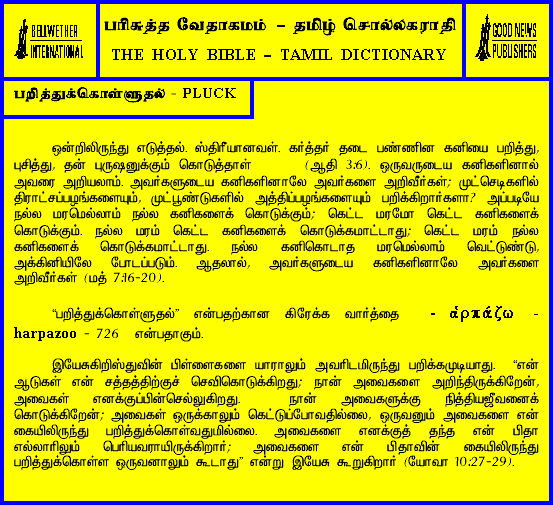 BELLWETHER
INTERNATIONAL
பரிசுத்த வேதாகமம் – தமிழ் சொல்லகராதி
THE HOLY BIBLE – TAMIL DICTIONARY
GOOD NEWS
PUBLISHERS
பறித்துக்கொள்ளுதல் - PLUCK
ஒன்றிலிருந்து எடுத்தல். ஸ்திரீயானவள். கர்த்தர் தடை பண்ணின கனியை பறித்து,
புசித்து, தன் புருஷனுக்கும் கொடுத்தாள் (ஆதி 3:6). ஒருவருடைய கனிகளினால்
அவரை அறியலாம். அவர்களுடைய கனிகளினாலே அவர்களை அறிவீர்கள்; முட்செடிகளில்
திராட்சப்பழங்களையும், முட்பூண்டுகளில் அத்திப்பழங்களையும் பறிக்கிறார்களா? அப்படியே
நல்ல மரமெல்லாம் நல்ல கனிகளைக் கொடுக்கும்; கெட்ட மரமோ கெட்ட கனிகளைக்
கொடுக்கும். நல்ல மரம் கெட்ட கனிகளைக் கொடுக்கமாட்டாது; கெட்ட மரம் நல்ல
கனிகளைக் கொடுக்கமாட்டாது. நல்ல கனிகொடாத மரமெல்லாம் வெட்டுண்டு,
அக்கினியிலே போடப்படும். ஆதலால், அவர்களுடைய கனிகளினாலே அவர்களை
அறிவீர்கள் (மத் 7:16-20).
“பறித்துக்கொள்ளுதல்” என்பதற்கான கிரேக்க வார்த்தை - ἁρπάζω -
harpazoo - 726 என்பதாகும்.
இயேசுகிறிஸ்துவின் பிள்ளைகளை யாராலும் அவரிடமிருந்து பறிக்கமுடியாது. “என்
ஆடுகள் என் சத்தத்திற்குச் செவிகொடுக்கிறது; நான் அவைகளை அறிந்திருக்கிறேன்,
அவைகள் எனக்குப்பின்செல்லுகிறது. நான் அவைகளுக்கு நித்தியஜீவனைக்
கொடுக்கிறேன்; அவைகள் ஒருக்காலும் கெட்டுப்போவதில்லை, ஒருவனும் அவைகளை என்
கையிலிருந்து பறித்துக்கொள்வதுமில்லை. அவைகளை எனக்குத் தந்த என் பிதா
எல்லாரிலும் பெரியவராயிருக்கிறார்; அவைகளை என் பிதாவின் கையிலிருந்து
பறித்துக்கொள்ள ஒருவனாலும் கூடாது” என்று இயேசு கூறுகிறார் (யோவா 10:27-29).